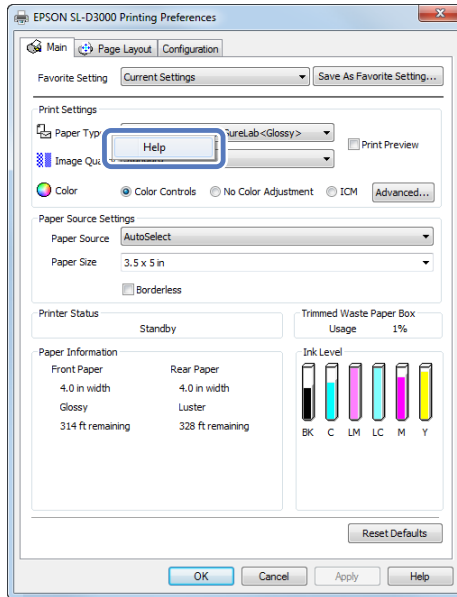 EPSON SL-D3000 Printing Preferences
Main Page Layout Configuration
Favorite Setting Current Settings Save As Favorite Setting...
Print Settings
Paper Typ SureLab<Glossy>
Help
Print Preview
Image Qua
Color Color Controls No Color Adjustment ICM Advanced...
Paper Source Settings
Paper Source AutoSelect
Paper Size 3.5 x 5 in
Borderless
Printer Status Trimmed Waste Paper Box
Standby Usage 1%
Paper Information Ink Level
Front Paper Rear Paper
4.0 in width 4.0 in width
Glossy Luster
314 ft remaining 328 ft remaining
BK C LM LC M Y
Reset Defaults
OK Cancel Apply Help